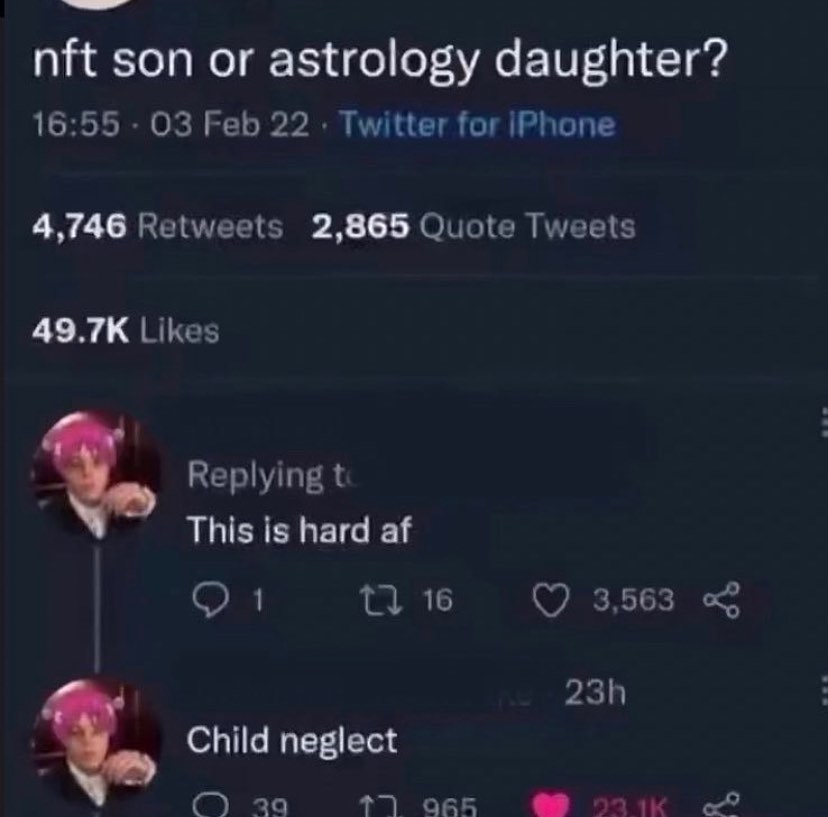 nft son or astrology daughter?
16:55 · 03 Feb 22 · Twitter for iPhone
4,746 Retweets 2,865 Quote Tweets
49.7K Likes
Replying
This is hard af
1 16 3,563
23h
Child neglect
39 965 23.1K